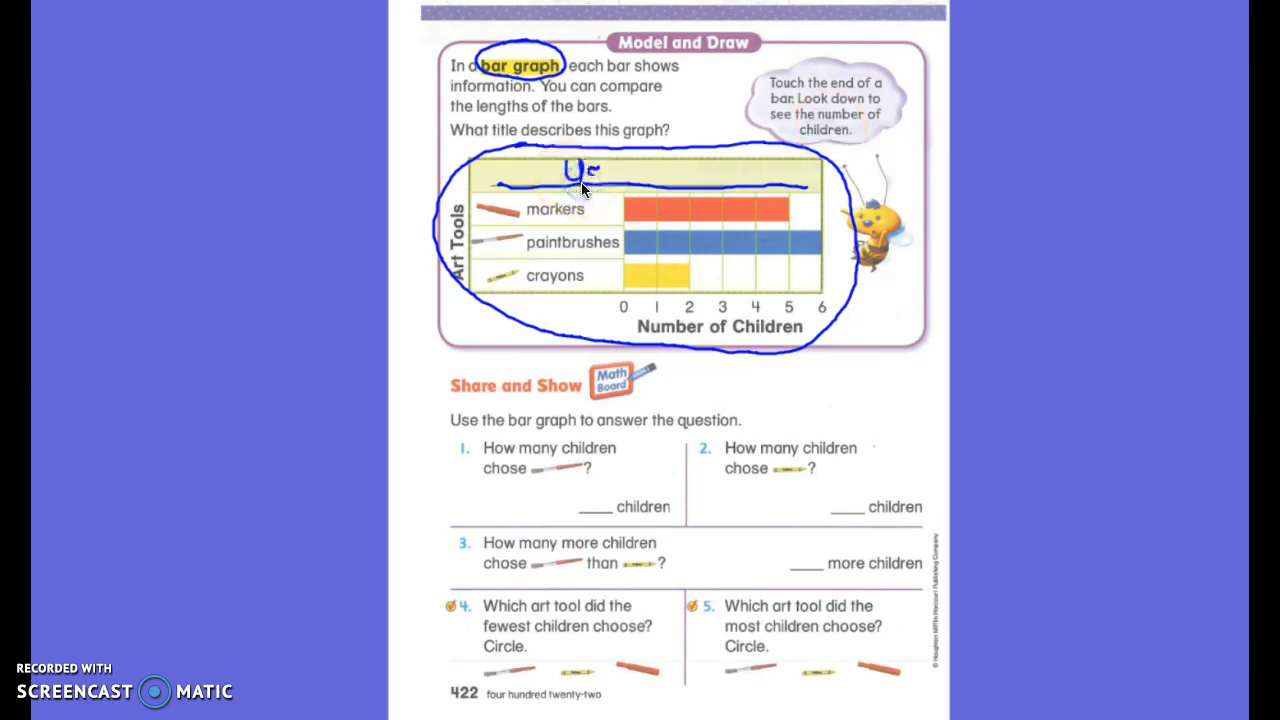 Model and Draw
In a bar graph each bar shows
information. You can compare
the lengths of the bars.
What title describes this graph?
Touch the end of a
bar. Look down to
see the number of
children.
Art Tools
markers
paintbrushes
crayons
0 1 2 3 4 5 6
Number of Children
Share and Show
Math
Board
Use the bar graph to answer the question.
1. How many children
chose ?
____ children
2. How many children
chose ?
____ children
3. How many more children
chose than ?
____ more children
4. Which art tool did the
fewest children choose?
Circle.
5. Which art tool did the
most children choose?
Circle.
422 four hundred twenty-two
© Houghton Mifflin Harcourt Publishing Company
RECORDED WITH
SCREENCAST MATIC